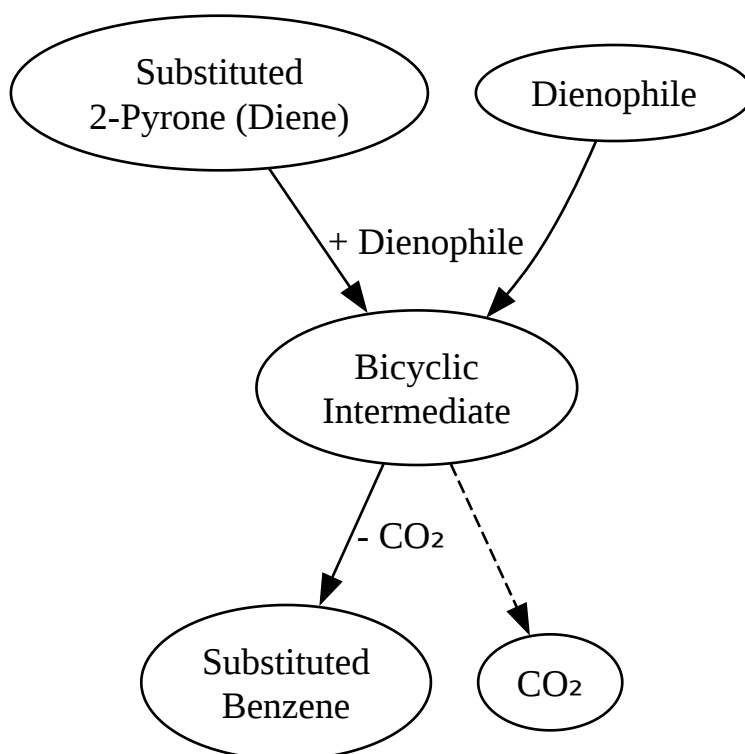 Substituted
2-Pyrone (Diene)
Dienophile
+ Dienophile
Bicyclic
Intermediate
- CO₂
Substituted
Benzene
CO₂